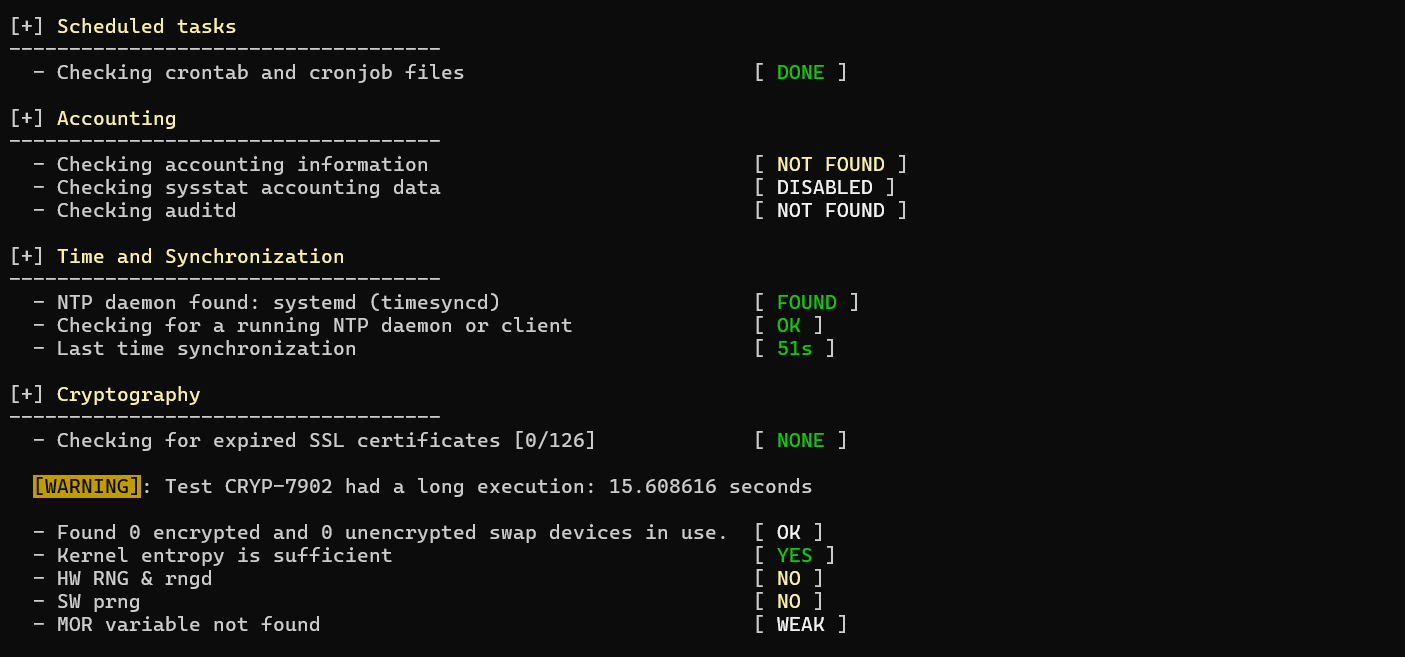 [+] Scheduled tasks
------------------------------------
  - Checking crontab and cronjob files                        [ DONE ]
[+] Accounting
------------------------------------
  - Checking accounting information                           [ NOT FOUND ]
  - Checking sysstat accounting data                          [ DISABLED ]
  - Checking auditd                                           [ NOT FOUND ]
[+] Time and Synchronization
------------------------------------
  - NTP daemon found: systemd (timesyncd)                     [ FOUND ]
  - Checking for a running NTP daemon or client               [ OK ]
  - Last time synchronization                                 [ 51s ]
[+] Cryptography
------------------------------------
  - Checking for expired SSL certificates [0/126]             [ NONE ]
  [WARNING]: Test CRYP-7902 had a long execution: 15.608616 seconds
  - Found 0 encrypted and 0 unencrypted swap devices in use.  [ OK ]
  - Kernel entropy is sufficient                              [ YES ]
  - HW RNG & rngd                                             [ NO ]
  - SW prng                                                   [ NO ]
  - MOR variable not found                                    [ WEAK ]